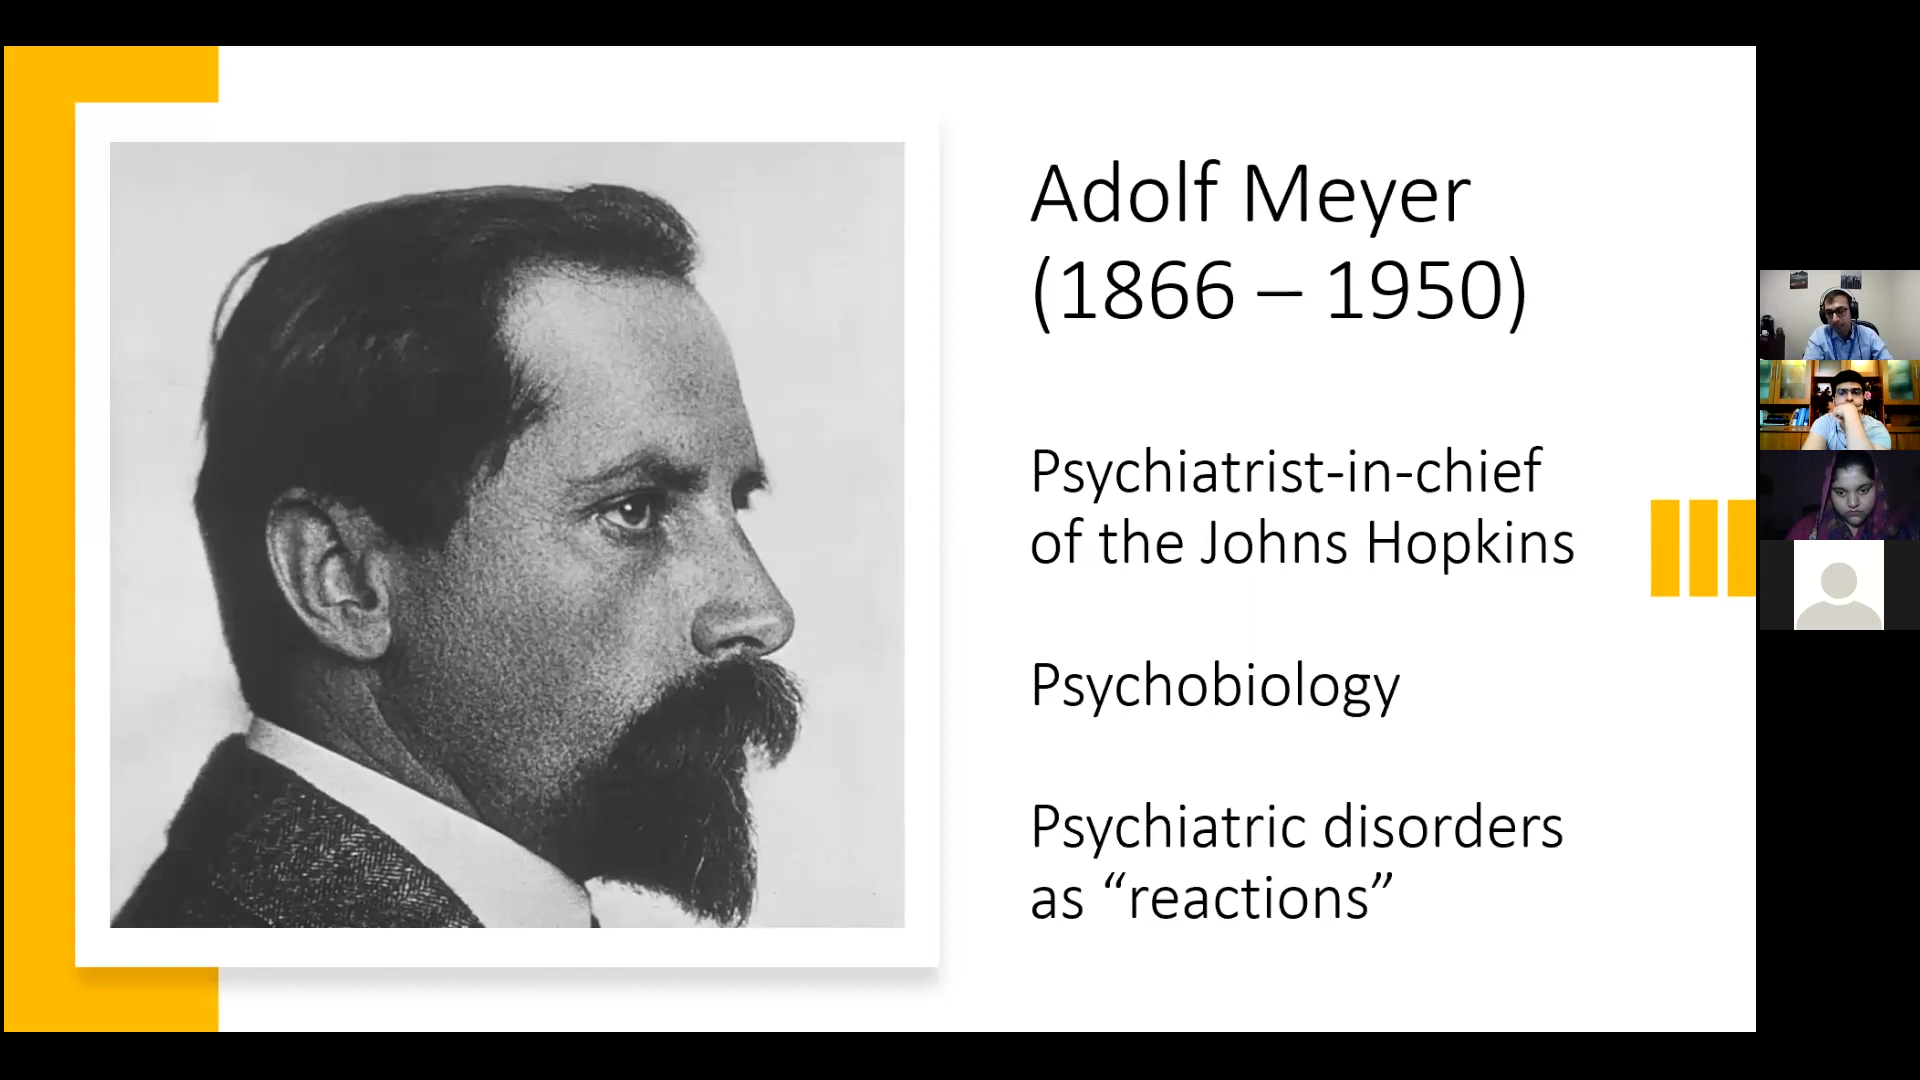 Adolf Meyer
(1866 – 1950)
Psychiatrist-in-chief
of the Johns Hopkins
Psychobiology
Psychiatric disorders
as “reactions”